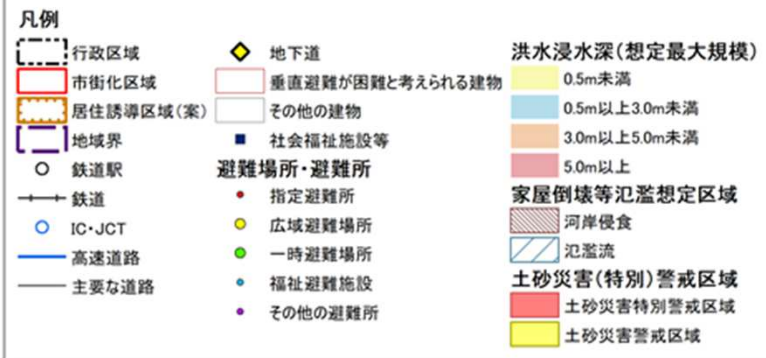 凡例
行政区域
市街化区域
居住誘導区域（案）
地域界
鉄道駅
鉄道
IC・JCT
高速道路
主要な道路
地下道
垂直避難が困難と考えられる建物
その他の建物
社会福祉施設等
避難場所・避難所
指定避難所
広域避難場所
一時避難場所
福祉避難施設
その他の避難所
洪水浸水深（想定最大規模）
0.5m未満
0.5m以上3.0m未満
3.0m以上5.0m未満
5.0m以上
家屋倒壊等氾濫想定区域
河岸侵食
氾濫流
土砂災害（特別）警戒区域
土砂災害特別警戒区域
土砂災害警戒区域